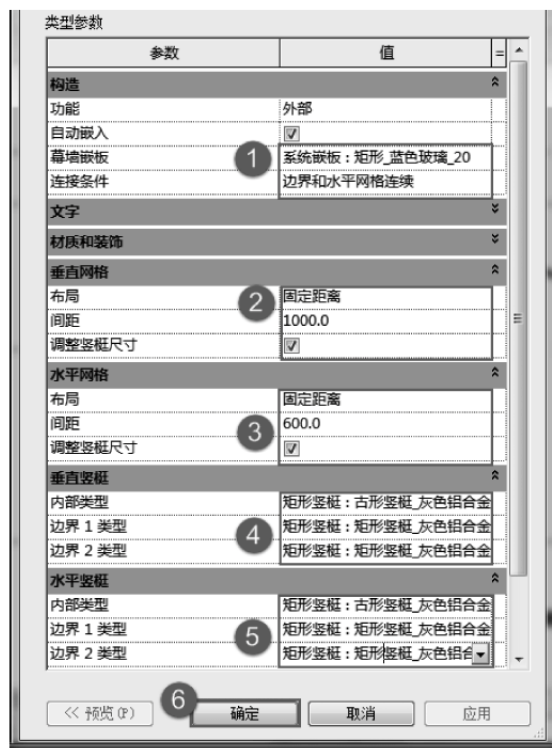 类型参数
参数 值 =
构造
功能 外部
自动嵌入
幕墙嵌板 1 系统嵌板：矩形_蓝色玻璃_20
连接条件 边界和水平网格连续
文字
材质和装饰
垂直网格
布局 2 固定距离
间距 1000.0
调整竖梃尺寸
水平网格
布局 固定距离
间距 3 600.0
调整竖梃尺寸
垂直竖梃
内部类型 矩形竖梃：古形竖梃_灰色铝合金
边界 1 类型 4 矩形竖梃：矩形竖梃_灰色铝合金
边界 2 类型 矩形竖梃：矩形竖梃_灰色铝合金
水平竖梃
内部类型 矩形竖梃：古形竖梃_灰色铝合金
边界 1 类型 5 矩形竖梃：矩形竖梃_灰色铝合金
边界 2 类型 矩形竖梃：矩形竖梃_灰色铝合
6
<< 预览(P) 确定 取消 应用